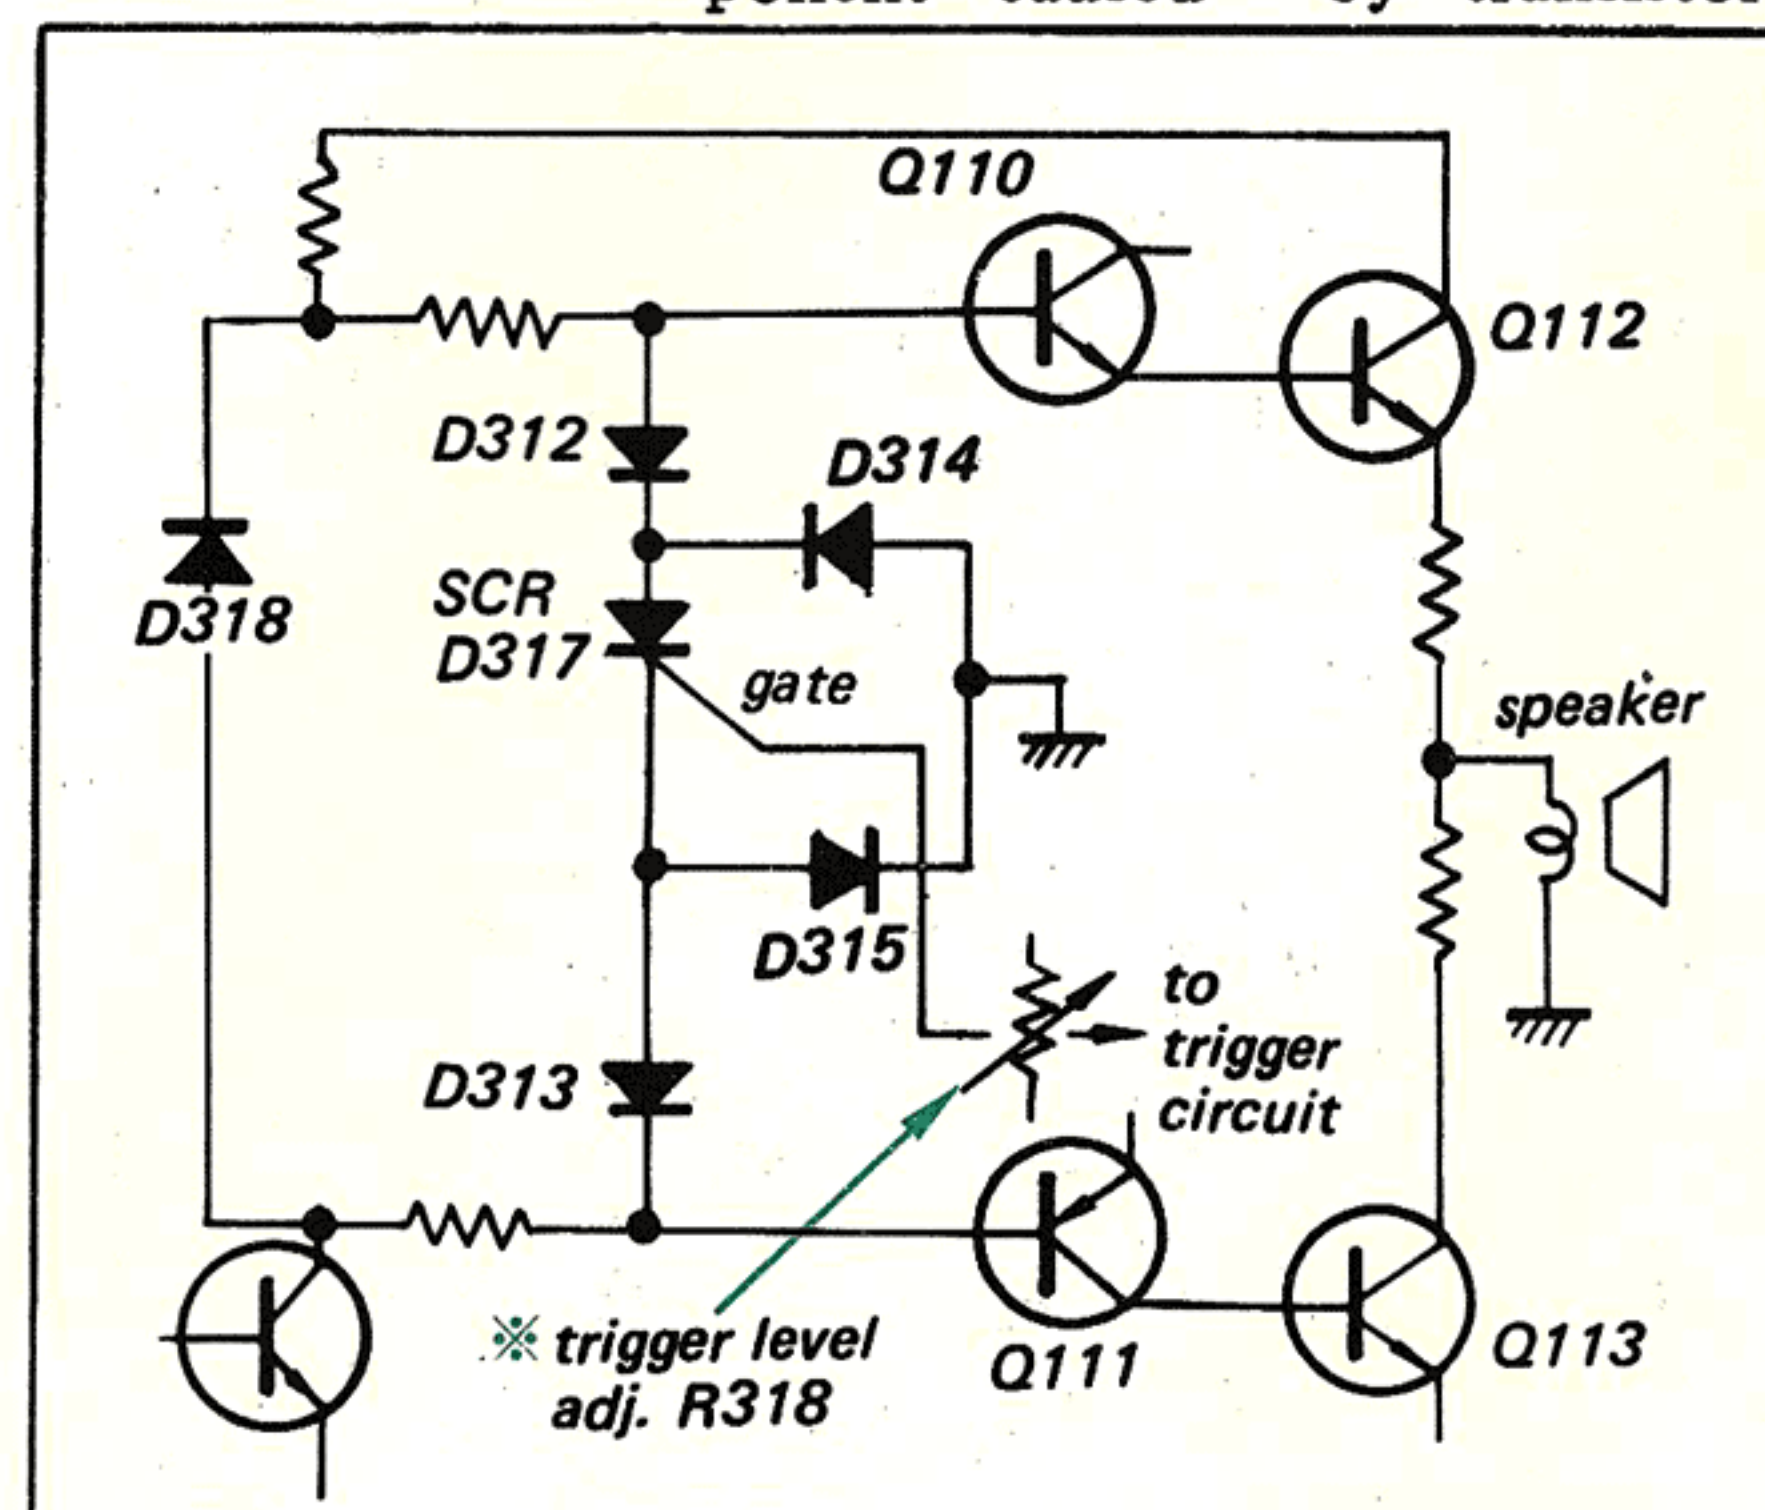 Q110
Q112
D312
D314
D318
SCR
D317
gate
speaker
D315
to
trigger
circuit
D313
※ trigger level
adj. R318
Q111
Q113